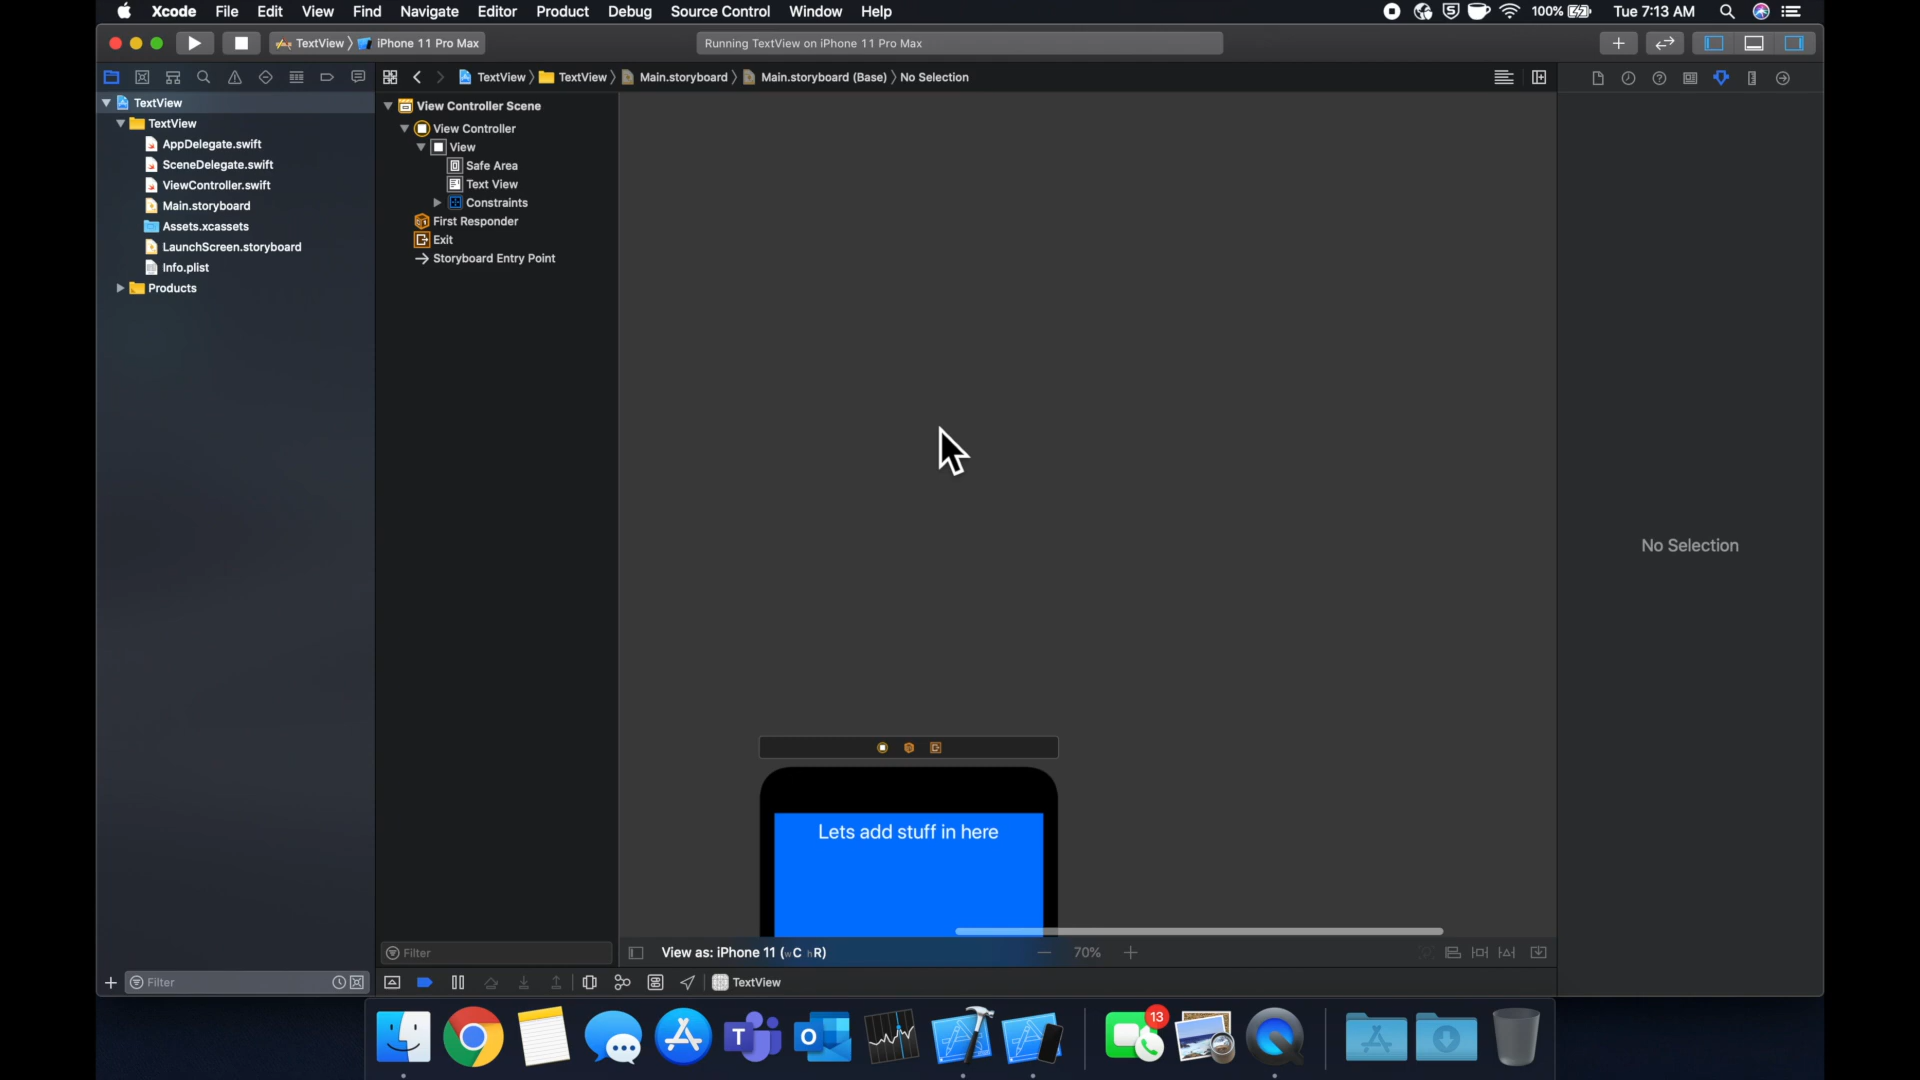 Xcode File Edit View Find Navigate Editor Product Debug Source Control Window Help 100% Tue 7:13 AM
TextView iPhone 11 Pro Max Running TextView on iPhone 11 Pro Max
TextView TextView Main.storyboard Main.storyboard (Base) No Selection
TextView
TextView
AppDelegate.swift
SceneDelegate.swift
ViewController.swift
Main.storyboard
Assets.xcassets
LaunchScreen.storyboard
Info.plist
Products
View Controller Scene
View Controller
View
Safe Area
Text View
Constraints
First Responder
Exit
Storyboard Entry Point
No Selection
Lets add stuff in here
Filter View as: iPhone 11 (wC hR) 70%
Filter TextView
13
T
O